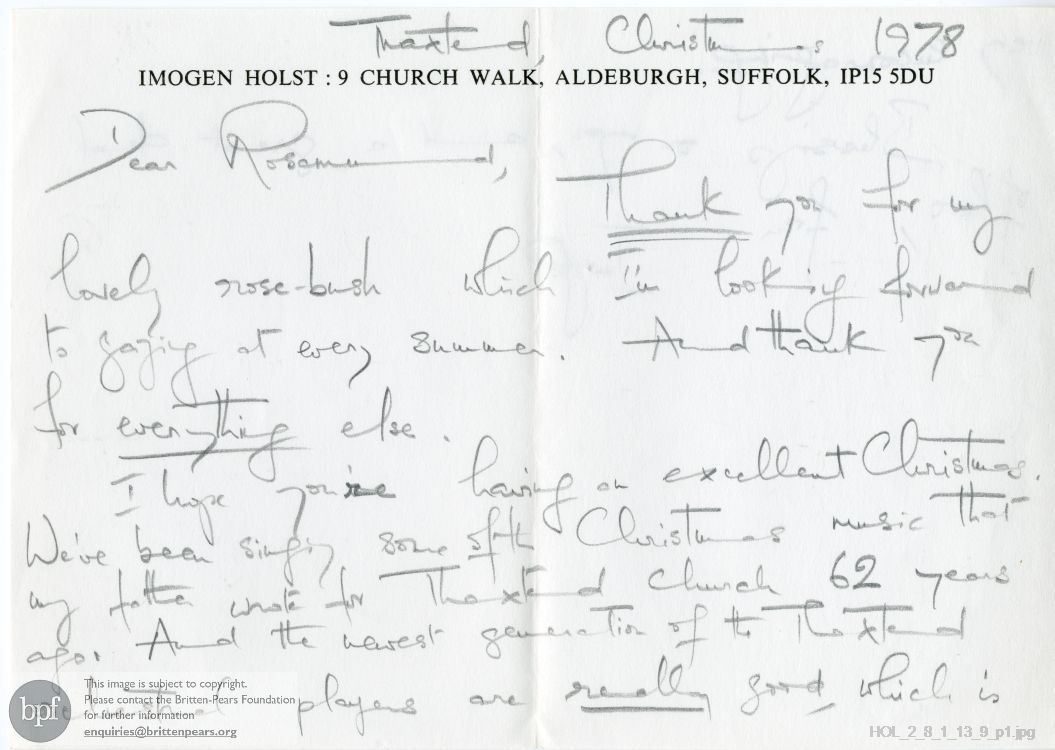 Thaxted, Christmas 1978
IMOGEN HOLST : 9 CHURCH WALK, ALDEBURGH, SUFFOLK, IP15 5DU
Dear Rosamund,
Thank you for my
lovely rose-bush which I'm looking forward
to gazing at every summer. And thank you
for everything else.
I hope you're having an excellent Christmas.
We've been singing some of the Christmas music that
my father wrote for Thaxted church 62 years
ago. And the newest generation of the Thaxted
players are really good, which is
bpf
This image is subject to copyright.
Please contact the Britten-Pears Foundation
for further information
enquiries@brittenpears.org
HOL_2_8_1_13_9_p1.jpg